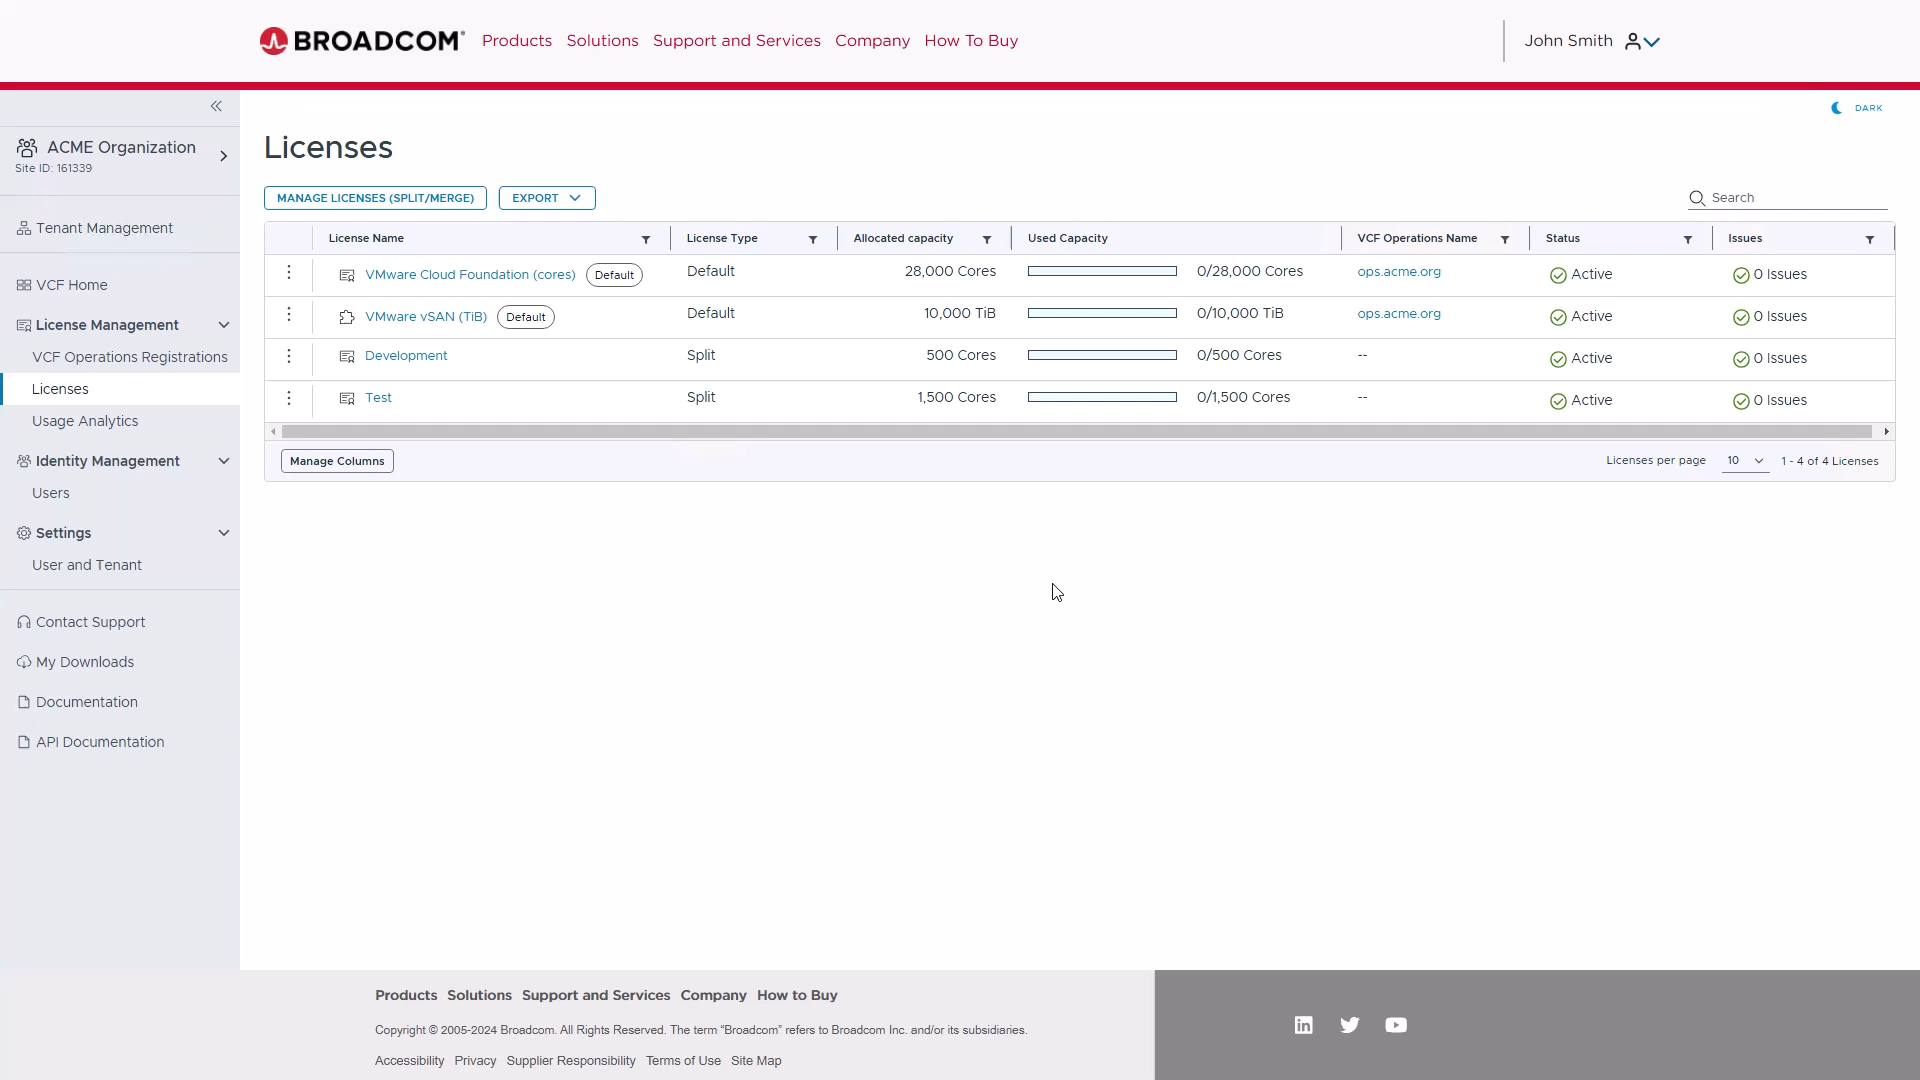 BROADCOM® Products Solutions Support and Services Company How To Buy John Smith
DARK
ACME Organization
Site ID: 161339
Tenant Management
VCF Home
License Management
VCF Operations Registrations
Licenses
Usage Analytics
Identity Management
Users
Settings
User and Tenant
Contact Support
My Downloads
Documentation
API Documentation
Licenses
MANAGE LICENSES (SPLIT/MERGE) EXPORT Search
License Name License Type Allocated capacity Used Capacity VCF Operations Name Status Issues
VMware Cloud Foundation (cores) Default Default 28,000 Cores 0/28,000 Cores ops.acme.org Active 0 Issues
VMware vSAN (TiB) Default Default 10,000 TiB 0/10,000 TiB ops.acme.org Active 0 Issues
Development Split 500 Cores 0/500 Cores -- Active 0 Issues
Test Split 1,500 Cores 0/1,500 Cores -- Active 0 Issues
Manage Columns Licenses per page 10 1 - 4 of 4 Licenses
Products Solutions Support and Services Company How to Buy
Copyright © 2005-2024 Broadcom. All Rights Reserved. The term “Broadcom” refers to Broadcom Inc. and/or its subsidiaries.
Accessibility Privacy Supplier Responsibility Terms of Use Site Map